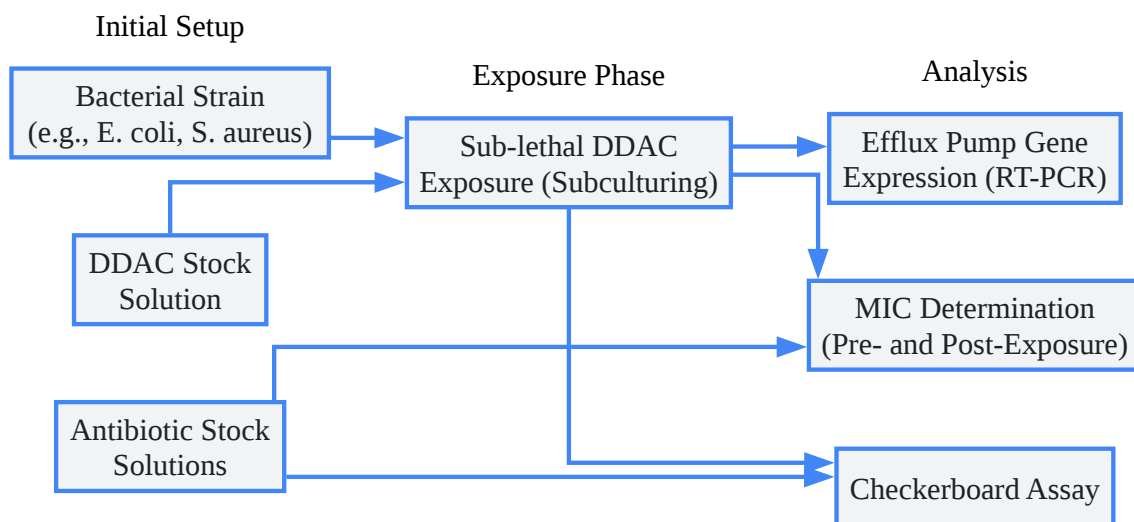 Initial Setup
Bacterial Strain
(e.g., E. coli, S. aureus)
DDAC Stock
Solution
Antibiotic Stock
Solutions
Exposure Phase
Sub-lethal DDAC
Exposure (Subculturing)
Analysis
Efflux Pump Gene
Expression (RT-PCR)
MIC Determination
(Pre- and Post-Exposure)
Checkerboard Assay